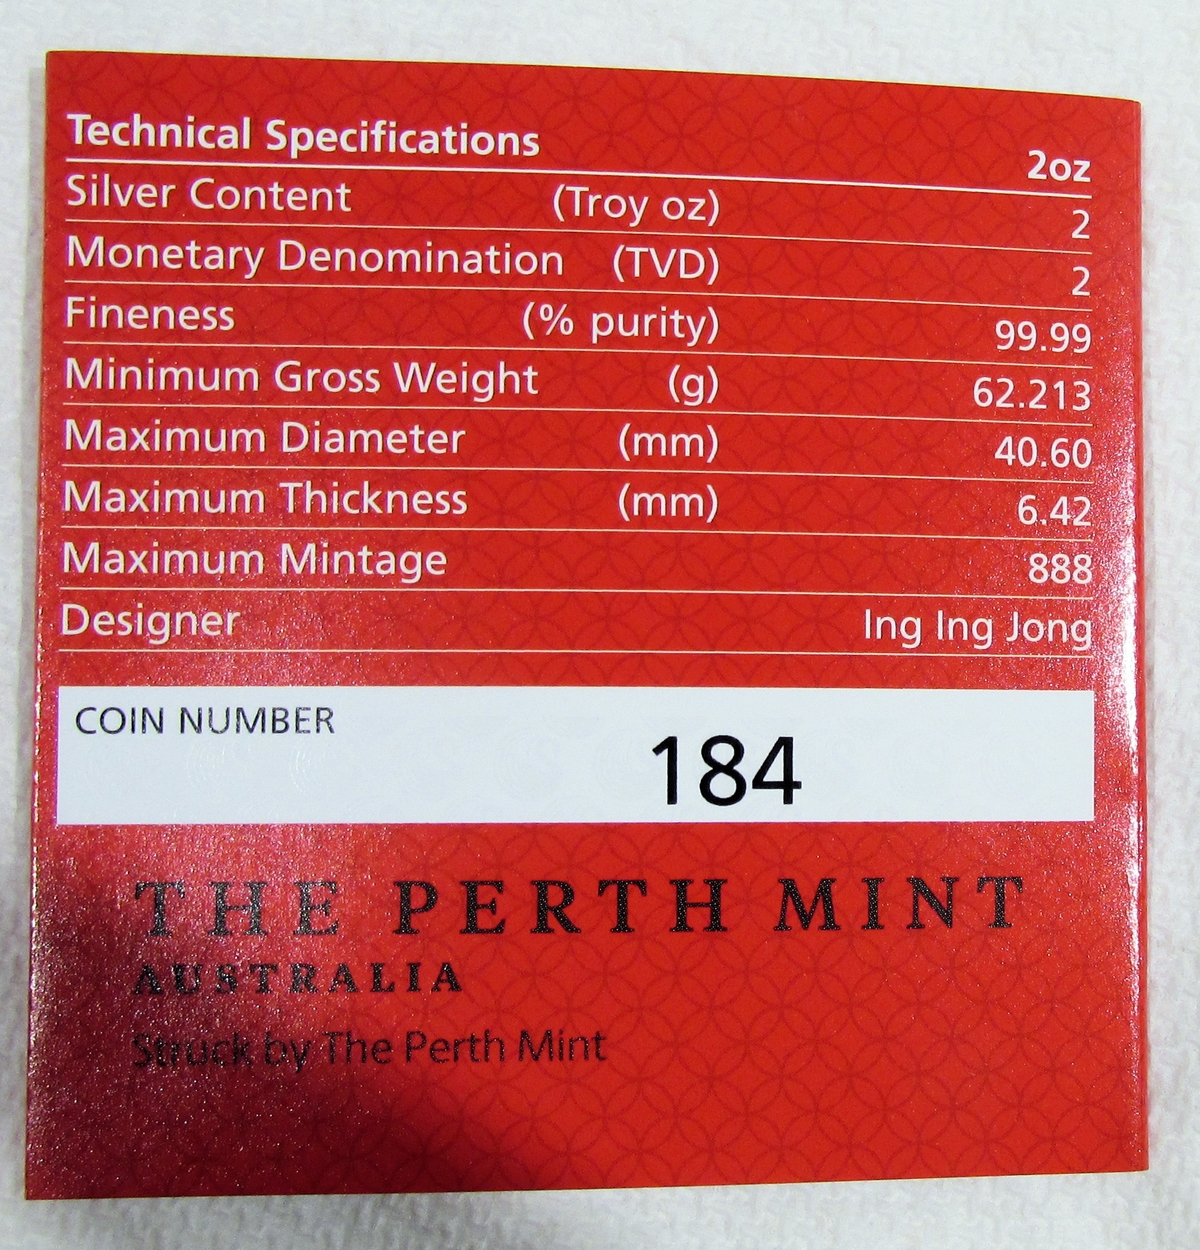 Technical Specifications 2oz
Silver Content (Troy oz) 2
Monetary Denomination (TVD) 2
Fineness (% purity) 99.99
Minimum Gross Weight (g) 62.213
Maximum Diameter (mm) 40.60
Maximum Thickness (mm) 6.42
Maximum Mintage 888
Designer Ing Ing Jong
COIN NUMBER
184
THE PERTH MINT
AUSTRALIA
Struck by The Perth Mint